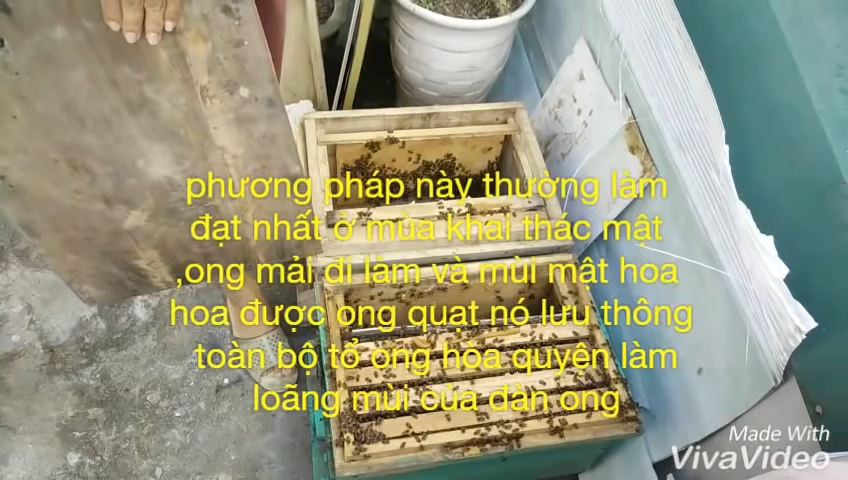 phương pháp này thường làm
đạt nhất ở mùa khai thác mật
,ong mải đi làm và mùi mật hoa
hoa được ong quạt nó lưu thông
toàn bộ tổ ong hòa quyện làm
loãng mùi của đàn ong
Made With
VivaVideo